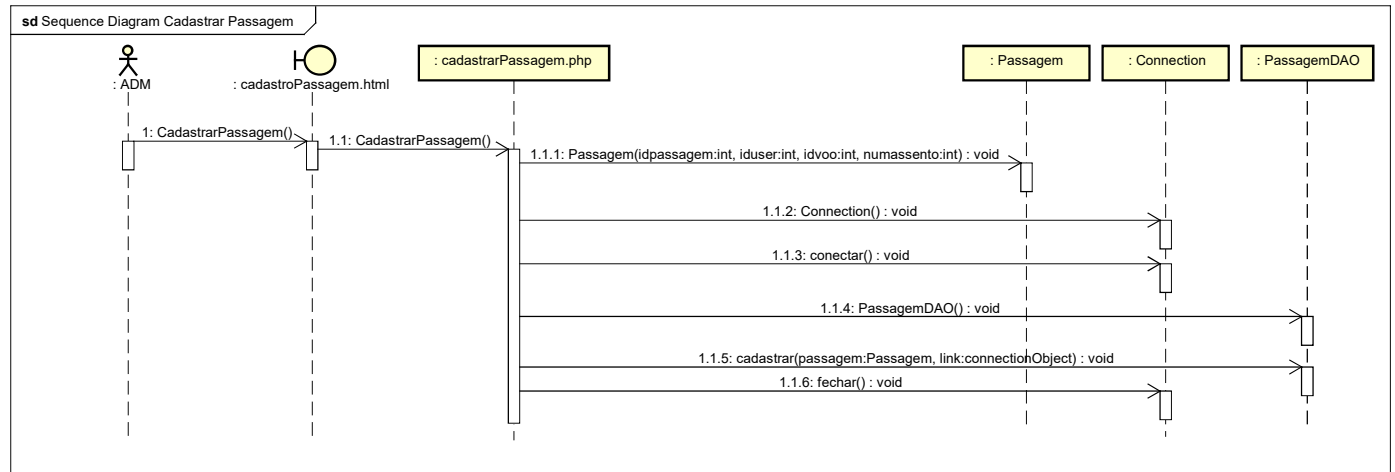 sd Sequence Diagram Cadastrar Passagem
: ADM
: cadastroPassagem.html
: cadastrarPassagem.php
: Passagem
: Connection
: PassagemDAO
1: CadastrarPassagem()
1.1: CadastrarPassagem()
1.1.1: Passagem(idpassagem:int, iduser:int, idvoo:int, numassento:int) : void
1.1.2: Connection() : void
1.1.3: conectar() : void
1.1.4: PassagemDAO() : void
1.1.5: cadastrar(passagem:Passagem, link:connectionObject) : void
1.1.6: fechar() : void